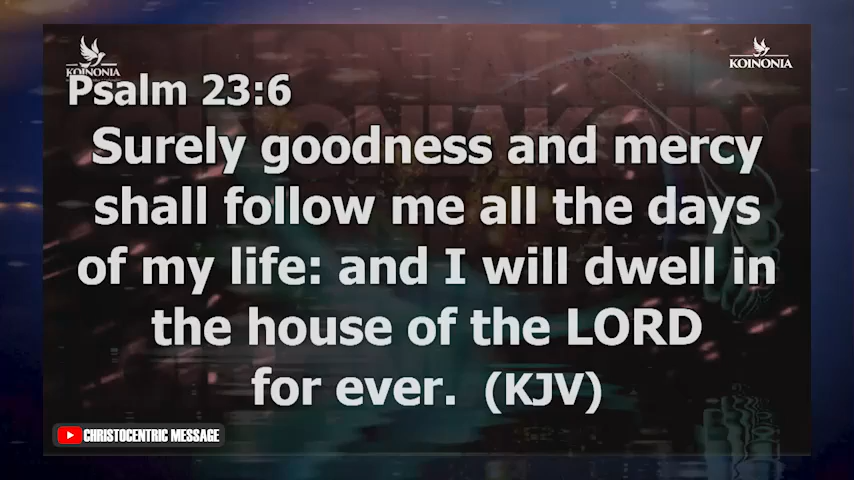 KOINONIA
KOINONIA
Psalm 23:6
Surely goodness and mercy
shall follow me all the days
of my life: and I will dwell in
the house of the LORD
for ever. (KJV)
CHRISTOCENTRIC MESSAGE